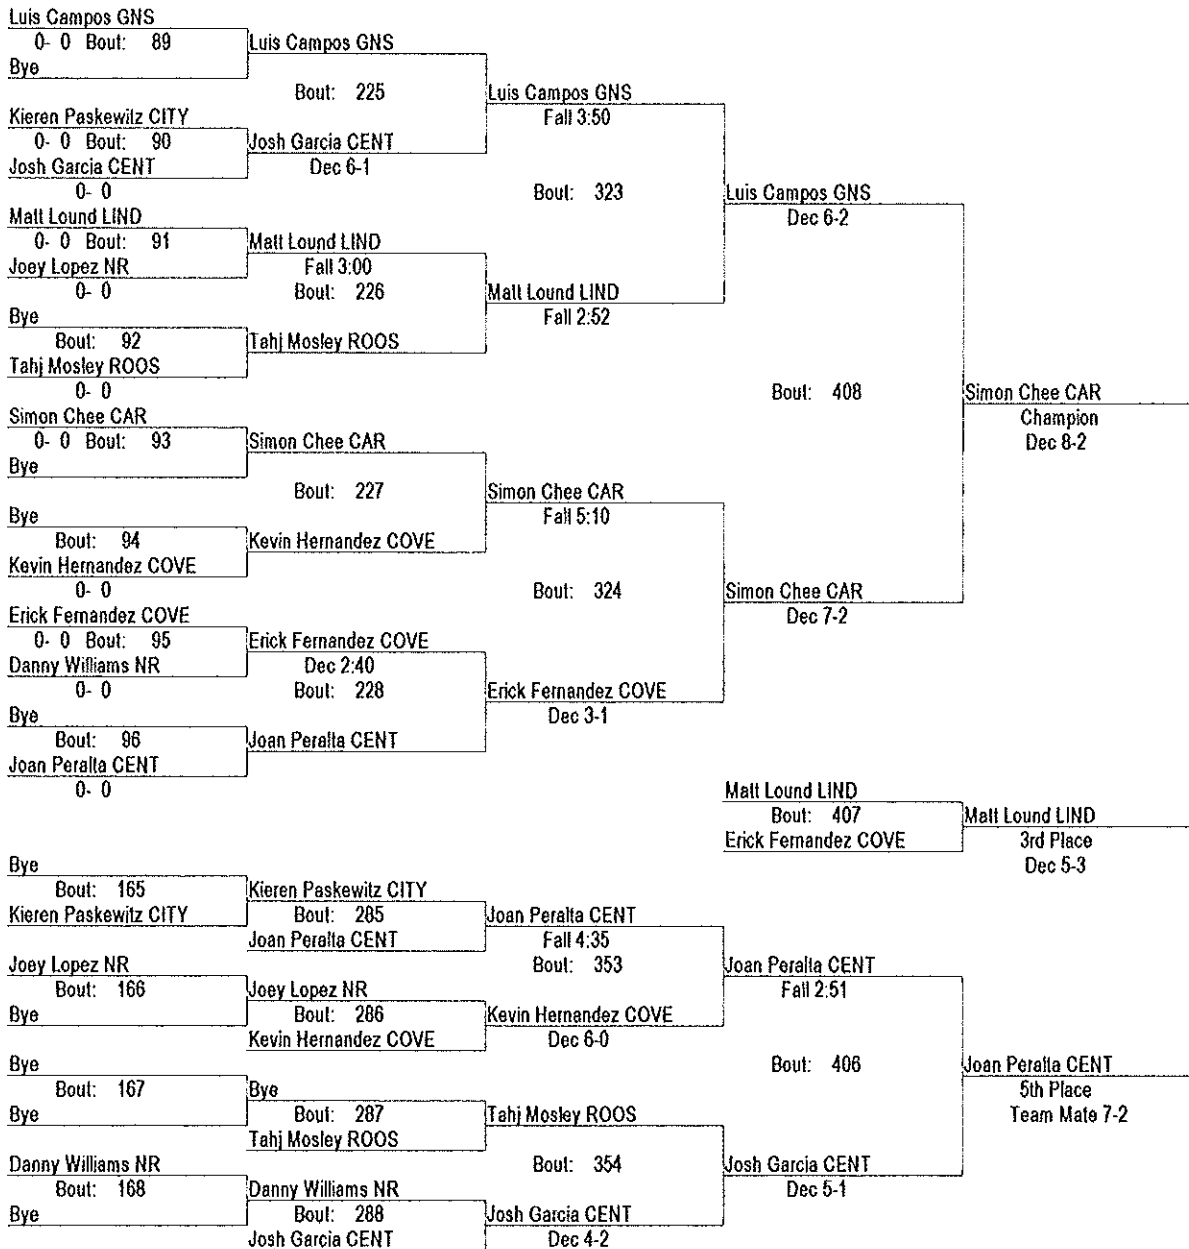 Luis Campos GNS
0- 0 Bout: 89
Bye
Luis Campos GNS
Bout: 225
Kieren Paskewitz CITY
0- 0 Bout: 90
Josh Garcia CENT
0- 0
Josh Garcia CENT
Dec 6-1
Luis Campos GNS
Fall 3:50
Bout: 323
Matt Lound LIND
0- 0 Bout: 91
Joey Lopez NR
0- 0
Matt Lound LIND
Fall 3:00
Bout: 226
Bye
Bout: 92
Tahj Mosley ROOS
0- 0
Tahj Mosley ROOS
Matt Lound LIND
Fall 2:52
Luis Campos GNS
Dec 6-2
Bout: 408
Simon Chee CAR
0- 0 Bout: 93
Bye
Simon Chee CAR
Bout: 227
Bye
Bout: 94
Kevin Hernandez COVE
0- 0
Kevin Hernandez COVE
Simon Chee CAR
Fall 5:10
Bout: 324
Erick Fernandez COVE
0- 0 Bout: 95
Danny Williams NR
0- 0
Erick Fernandez COVE
Dec 2:40
Bout: 228
Bye
Bout: 96
Joan Peralta CENT
0- 0
Joan Peralta CENT
Erick Fernandez COVE
Dec 3-1
Simon Chee CAR
Dec 7-2
Simon Chee CAR
Champion
Dec 8-2
Matt Lound LIND
Bout: 407
Erick Fernandez COVE
Matt Lound LIND
3rd Place
Dec 5-3
Bye
Bout: 165
Kieren Paskewitz CITY
Kieren Paskewitz CITY
Bout: 285
Joan Peralta CENT
Joan Peralta CENT
Fall 4:35
Bout: 353
Joey Lopez NR
Bout: 166
Bye
Joey Lopez NR
Bout: 286
Kevin Hernandez COVE
Kevin Hernandez COVE
Dec 6-0
Joan Peralta CENT
Fall 2:51
Bout: 406
Bye
Bout: 167
Bye
Bye
Bout: 287
Tahj Mosley ROOS
Tahj Mosley ROOS
Bout: 354
Danny Williams NR
Bout: 168
Bye
Danny Williams NR
Bout: 288
Josh Garcia CENT
Josh Garcia CENT
Dec 4-2
Josh Garcia CENT
Dec 5-1
Joan Peralta CENT
5th Place
Team Mate 7-2